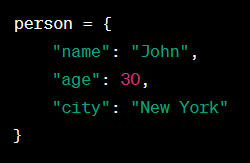 person = {
    "name": "John",
    "age": 30,
    "city": "New York"
}